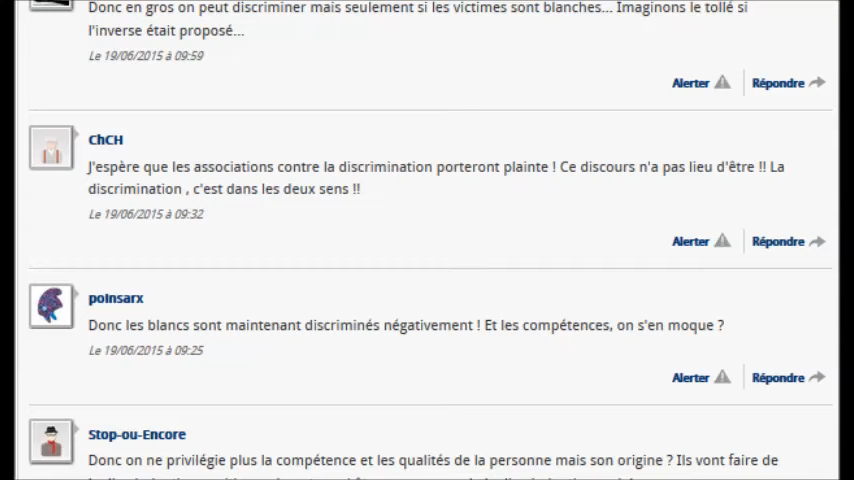 Donc en gros on peut discriminer mais seulement si les victimes sont blanches... Imaginons le tollé si
l'inverse était proposé...
Le 19/06/2015 à 09:59
Alerter Répondre
ChCH
J'espère que les associations contre la discrimination porteront plainte ! Ce discours n'a pas lieu d'être !! La
discrimination , c'est dans les deux sens !!
Le 19/06/2015 à 09:32
Alerter Répondre
poinsarx
Donc les blancs sont maintenant discriminés négativement ! Et les compétences, on s'en moque ?
Le 19/06/2015 à 09:25
Alerter Répondre
Stop-ou-Encore
Donc on ne privilégie plus la compétence et les qualités de la personne mais son origine ? Ils vont faire de